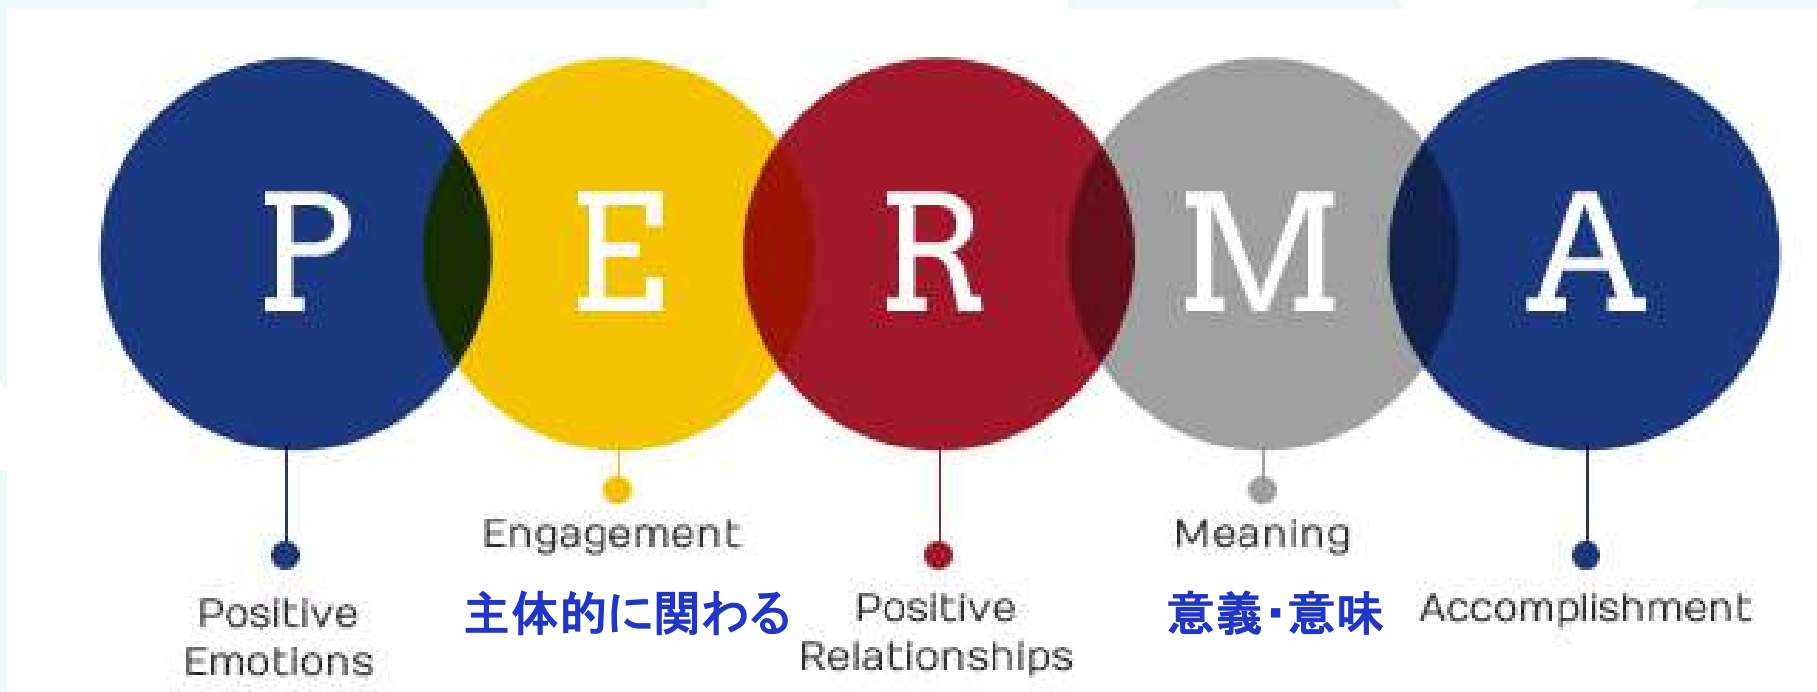 P E R M A
Engagement
Meaning
Positive
Emotions
主体的に関わる
Positive
Relationships
意義・意味
Accomplishment